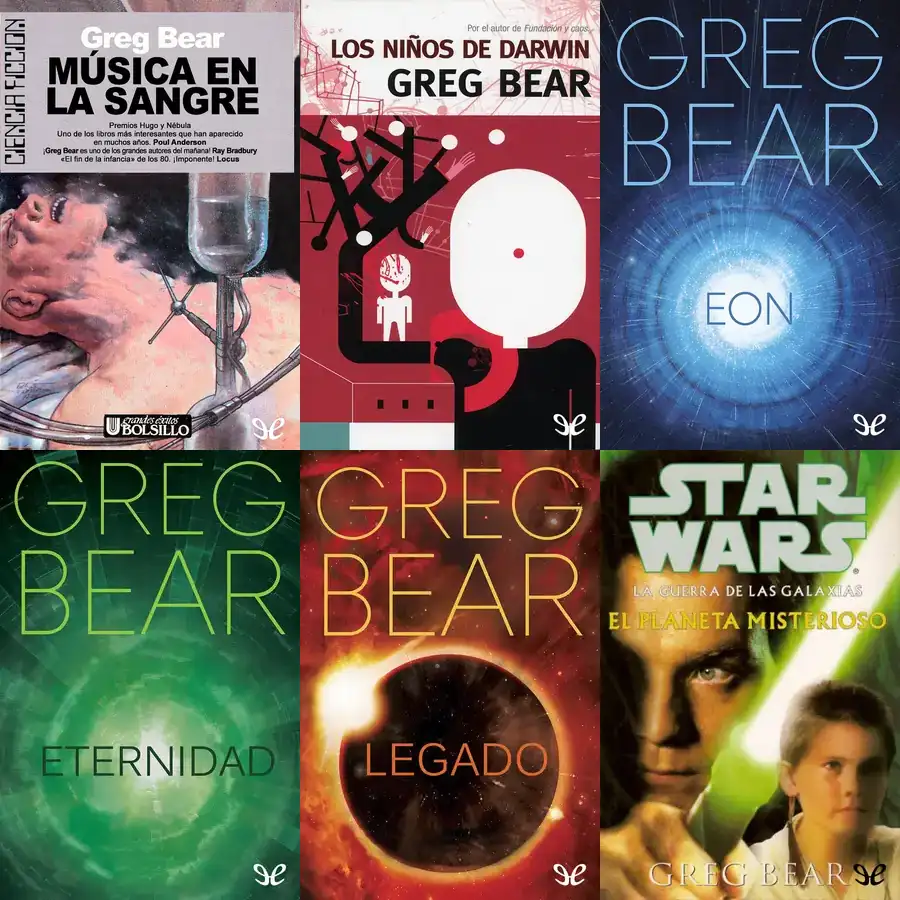 CIENCIA FICCION
Greg Bear
MÚSICA EN
LA SANGRE
Premios Hugo y Nébula
Uno de los libros más interesantes que han aparecido
en muchos años. Poul Anderson
¡Greg Bear es uno de los grandes autores del mañana! Ray Bradbury
«El fin de la infancia» de los 80. ¡Imponente! Locus
grandes éxitos
BOLSILLO
Por el autor de Fundación y caos.
LOS NIÑOS DE DARWIN
GREG BEAR
GREG
BEAR
EON
GREG
BEAR
ETERNIDAD
GREG
BEAR
LEGADO
STAR
WARS
LA GUERRA DE LAS GALAXIAS
EL PLANETA MISTERIOSO
GREG BEAR